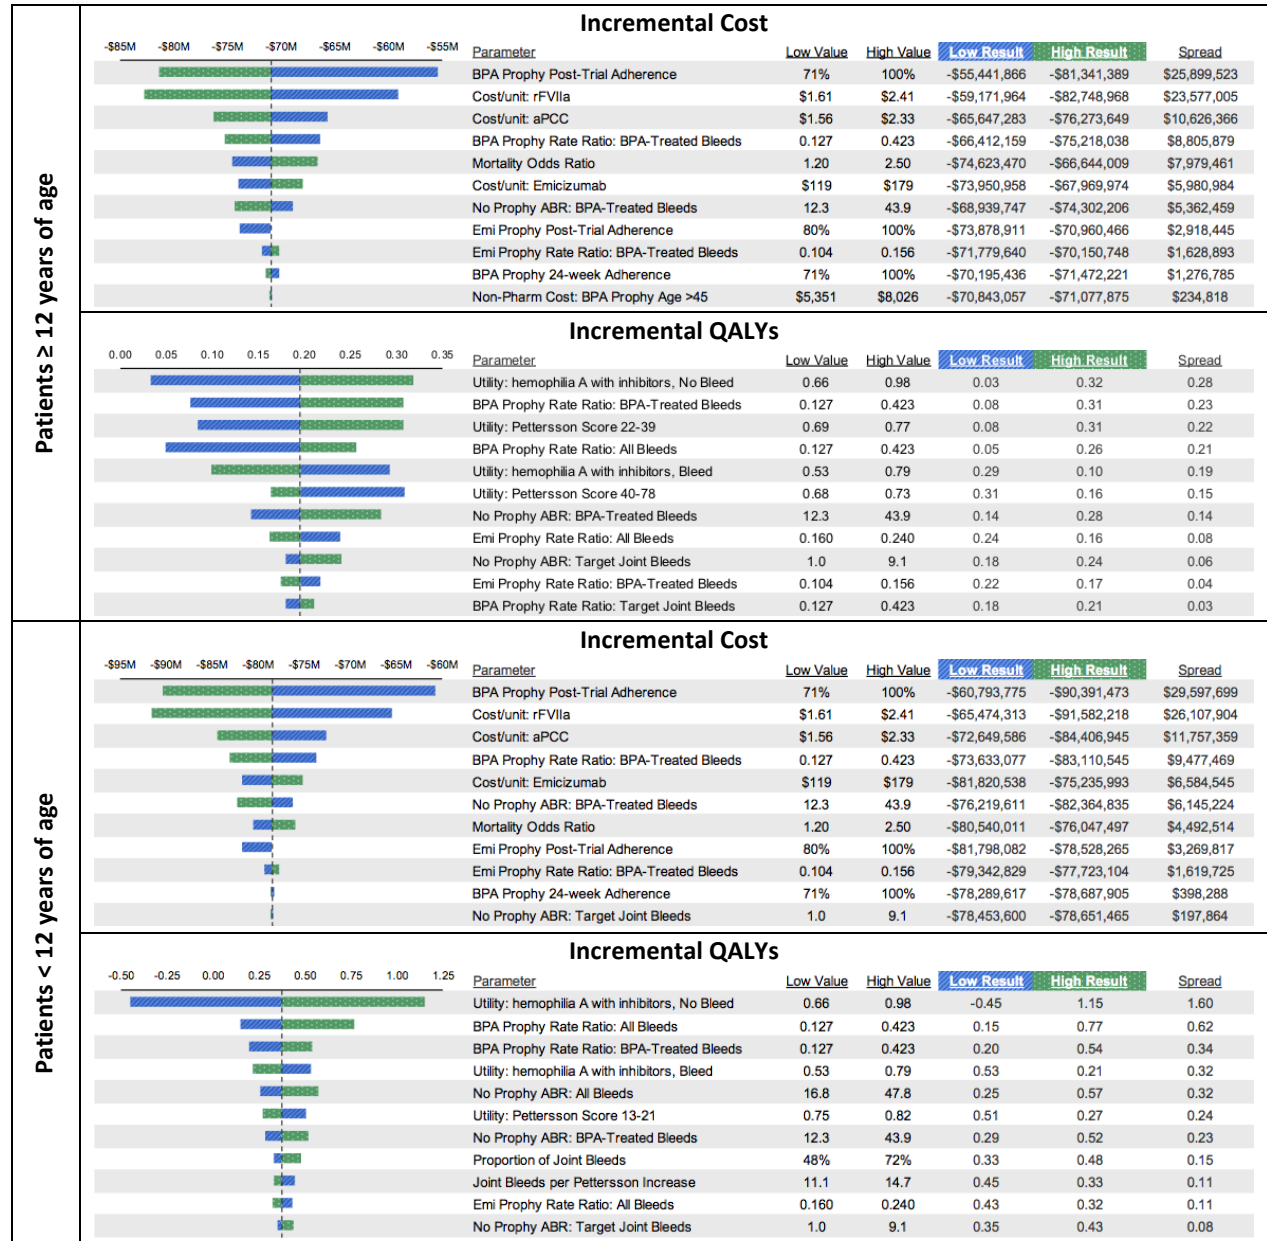 Patients ≥ 12 years of age
Incremental Cost
-$85M -$80M -$75M -$70M -$65M -$60M -$55M
Parameter Low Value High Value Low Result High Result Spread
BPA Prophy Post-Trial Adherence 71% 100% -$55,441,866 -$81,341,389 $25,899,523
Cost/unit: rFVIIa $1.61 $2.41 -$59,171,964 -$82,748,968 $23,577,005
Cost/unit: aPCC $1.56 $2.33 -$65,647,283 -$76,273,649 $10,626,366
BPA Prophy Rate Ratio: BPA-Treated Bleeds 0.127 0.423 -$66,412,159 -$75,218,038 $8,805,879
Mortality Odds Ratio 1.20 2.50 -$74,623,470 -$66,644,009 $7,979,461
Cost/unit: Emicizumab $119 $179 -$73,950,958 -$67,969,974 $5,980,984
No Prophy ABR: BPA-Treated Bleeds 12.3 43.9 -$68,939,747 -$74,302,206 $5,362,459
Emi Prophy Post-Trial Adherence 80% 100% -$73,878,911 -$70,960,466 $2,918,445
Emi Prophy Rate Ratio: BPA-Treated Bleeds 0.104 0.156 -$71,779,640 -$70,150,748 $1,628,893
BPA Prophy 24-week Adherence 71% 100% -$70,195,436 -$71,472,221 $1,276,785
Non-Pharm Cost: BPA Prophy Age >45 $5,351 $8,026 -$70,843,057 -$71,077,875 $234,818
Incremental QALYs
0.00 0.05 0.10 0.15 0.20 0.25 0.30 0.35
Parameter Low Value High Value Low Result High Result Spread
Utility: hemophilia A with inhibitors, No Bleed 0.66 0.98 0.03 0.32 0.28
BPA Prophy Rate Ratio: BPA-Treated Bleeds 0.127 0.423 0.08 0.31 0.23
Utility: Pettersson Score 22-39 0.69 0.77 0.08 0.31 0.22
BPA Prophy Rate Ratio: All Bleeds 0.127 0.423 0.05 0.26 0.21
Utility: hemophilia A with inhibitors, Bleed 0.53 0.79 0.29 0.10 0.19
Utility: Pettersson Score 40-78 0.68 0.73 0.31 0.16 0.15
No Prophy ABR: BPA-Treated Bleeds 12.3 43.9 0.14 0.28 0.14
Emi Prophy Rate Ratio: All Bleeds 0.160 0.240 0.24 0.16 0.08
No Prophy ABR: Target Joint Bleeds 1.0 9.1 0.18 0.24 0.06
Emi Prophy Rate Ratio: BPA-Treated Bleeds 0.104 0.156 0.22 0.17 0.04
BPA Prophy Rate Ratio: Target Joint Bleeds 0.127 0.423 0.18 0.21 0.03
Patients < 12 years of age
Incremental Cost
-$95M -$90M -$85M -$80M -$75M -$70M -$65M -$60M
Parameter Low Value High Value Low Result High Result Spread
BPA Prophy Post-Trial Adherence 71% 100% -$60,793,775 -$90,391,473 $29,597,699
Cost/unit: rFVIIa $1.61 $2.41 -$65,474,313 -$91,582,218 $26,107,904
Cost/unit: aPCC $1.56 $2.33 -$72,649,586 -$84,406,945 $11,757,359
BPA Prophy Rate Ratio: BPA-Treated Bleeds 0.127 0.423 -$73,633,077 -$83,110,545 $9,477,469
Cost/unit: Emicizumab $119 $179 -$81,820,538 -$75,235,993 $6,584,545
No Prophy ABR: BPA-Treated Bleeds 12.3 43.9 -$76,219,611 -$82,364,835 $6,145,224
Mortality Odds Ratio 1.20 2.50 -$80,540,011 -$76,047,497 $4,492,514
Emi Prophy Post-Trial Adherence 80% 100% -$81,798,082 -$78,528,265 $3,269,817
Emi Prophy Rate Ratio: BPA-Treated Bleeds 0.104 0.156 -$79,342,829 -$77,723,104 $1,619,725
BPA Prophy 24-week Adherence 71% 100% -$78,289,617 -$78,687,905 $398,288
No Prophy ABR: Target Joint Bleeds 1.0 9.1 -$78,453,600 -$78,651,465 $197,864
Incremental QALYs
-0.50 -0.25 0.00 0.25 0.50 0.75 1.00 1.25
Parameter Low Value High Value Low Result High Result Spread
Utility: hemophilia A with inhibitors, No Bleed 0.66 0.98 -0.45 1.15 1.60
BPA Prophy Rate Ratio: All Bleeds 0.127 0.423 0.15 0.77 0.62
BPA Prophy Rate Ratio: BPA-Treated Bleeds 0.127 0.423 0.20 0.54 0.34
Utility: hemophilia A with inhibitors, Bleed 0.53 0.79 0.53 0.21 0.32
No Prophy ABR: All Bleeds 16.8 47.8 0.25 0.57 0.32
Utility: Pettersson Score 13-21 0.75 0.82 0.51 0.27 0.24
No Prophy ABR: BPA-Treated Bleeds 12.3 43.9 0.29 0.52 0.23
Proportion of Joint Bleeds 48% 72% 0.33 0.48 0.15
Joint Bleeds per Pettersson Increase 11.1 14.7 0.45 0.33 0.11
Emi Prophy Rate Ratio: All Bleeds 0.160 0.240 0.43 0.32 0.11
No Prophy ABR: Target Joint Bleeds 1.0 9.1 0.35 0.43 0.08